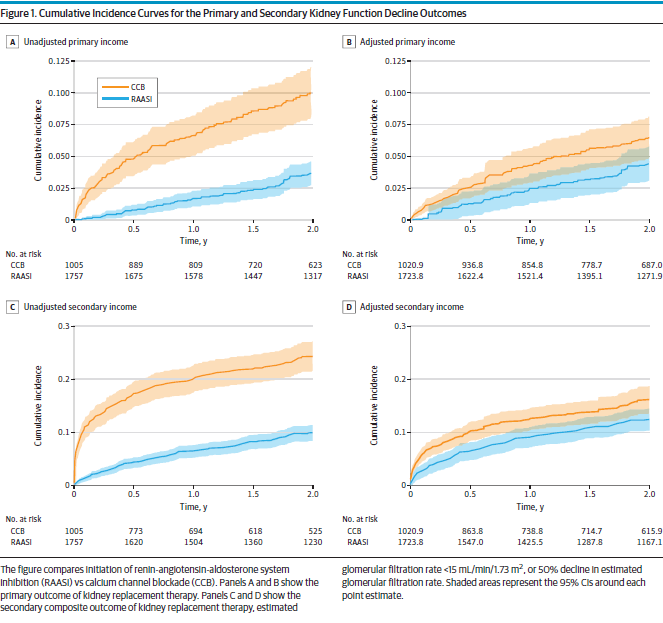 Figure 1. Cumulative Incidence Curves for the Primary and Secondary Kidney Function Decline Outcomes
A Unadjusted primary income
0.125
0.100
0.075
0.050
0.025
0
Cumulative incidence
CCB
RAASI
0 0.5 1.0 1.5 2.0
Time, y
No. at risk
CCB 1005 889 809 720 623
RAASI 1757 1675 1578 1447 1317
B Adjusted primary income
0.125
0.100
0.075
0.050
0.025
0
Cumulative incidence
0 0.5 1.0 1.5 2.0
Time, y
No. at risk
CCB 1020.9 936.8 854.8 778.7 687.0
RAASI 1723.8 1622.4 1521.4 1395.1 1271.9
C Unadjusted secondary income
0.3
0.2
0.1
0
Cumulative incidence
0 0.5 1.0 1.5 2.0
Time, y
No. at risk
CCB 1005 773 694 618 525
RAASI 1757 1620 1504 1360 1230
D Adjusted secondary income
0.3
0.2
0.1
0
Cumulative incidence
0 0.5 1.0 1.5 2.0
Time, y
No. at risk
CCB 1020.9 863.8 738.8 714.7 615.9
RAASI 1723.8 1547.0 1425.5 1287.8 1167.1
The figure compares initiation of renin-angiotensin-aldosterone system
inhibition (RAASI) vs calcium channel blockade (CCB). Panels A and B show the
primary outcome of kidney replacement therapy. Panels C and D show the
secondary composite outcome of kidney replacement therapy, estimated
glomerular filtration rate <15 mL/min/1.73 m², or 50% decline in estimated
glomerular filtration rate. Shaded areas represent the 95% CIs around each
point estimate.